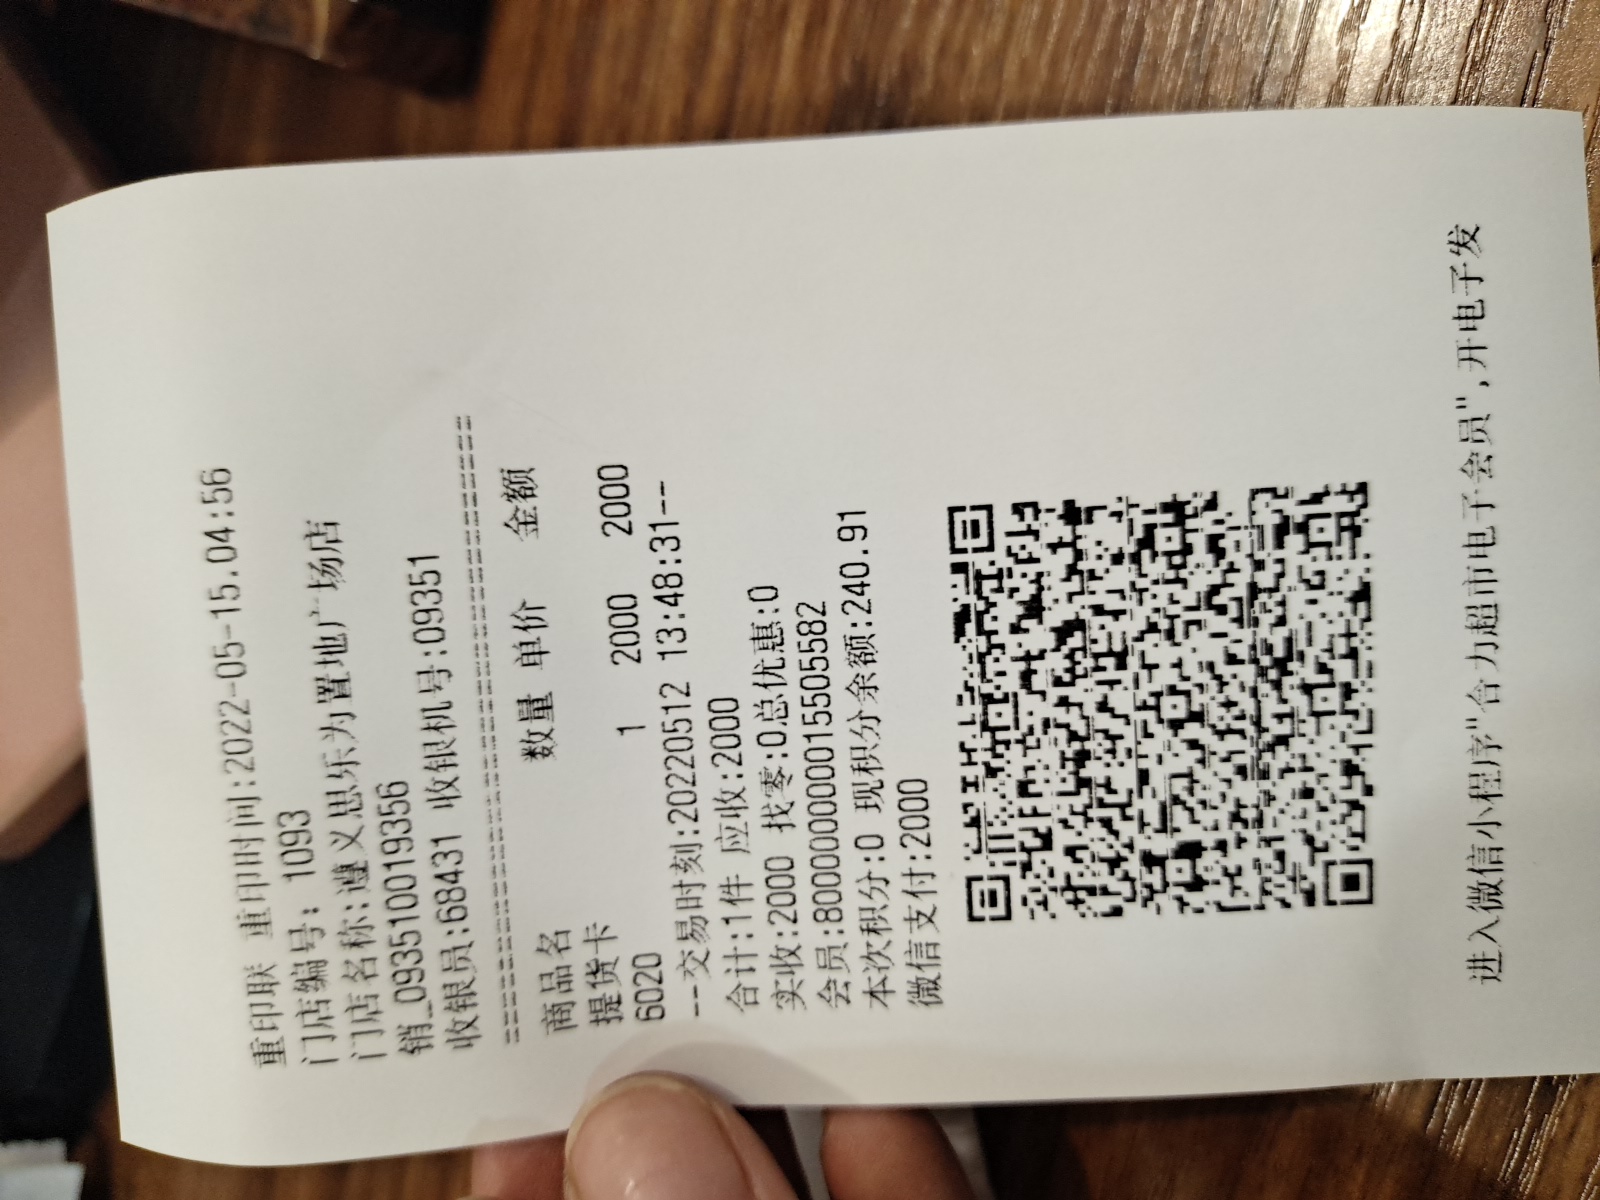 重印联 重印时间:2022-05-15.04:56
门店编号: 1093
门店名称:遵义思乐为置地广场店
销_0935100019356
收银员:68431 收银机号:09351
================================================
商品名 数量 单价 金额
提货卡
6020 1 2000 2000
--交易时刻:20220512 13:48:31--
合计:1件 应收:2000
实收:2000 找零:0总优惠:0
会员:8000000000015505582
本次积分:0 现积分余额:240.91
微信支付:2000
进入微信小程序"合力超市电子会员",开电子发